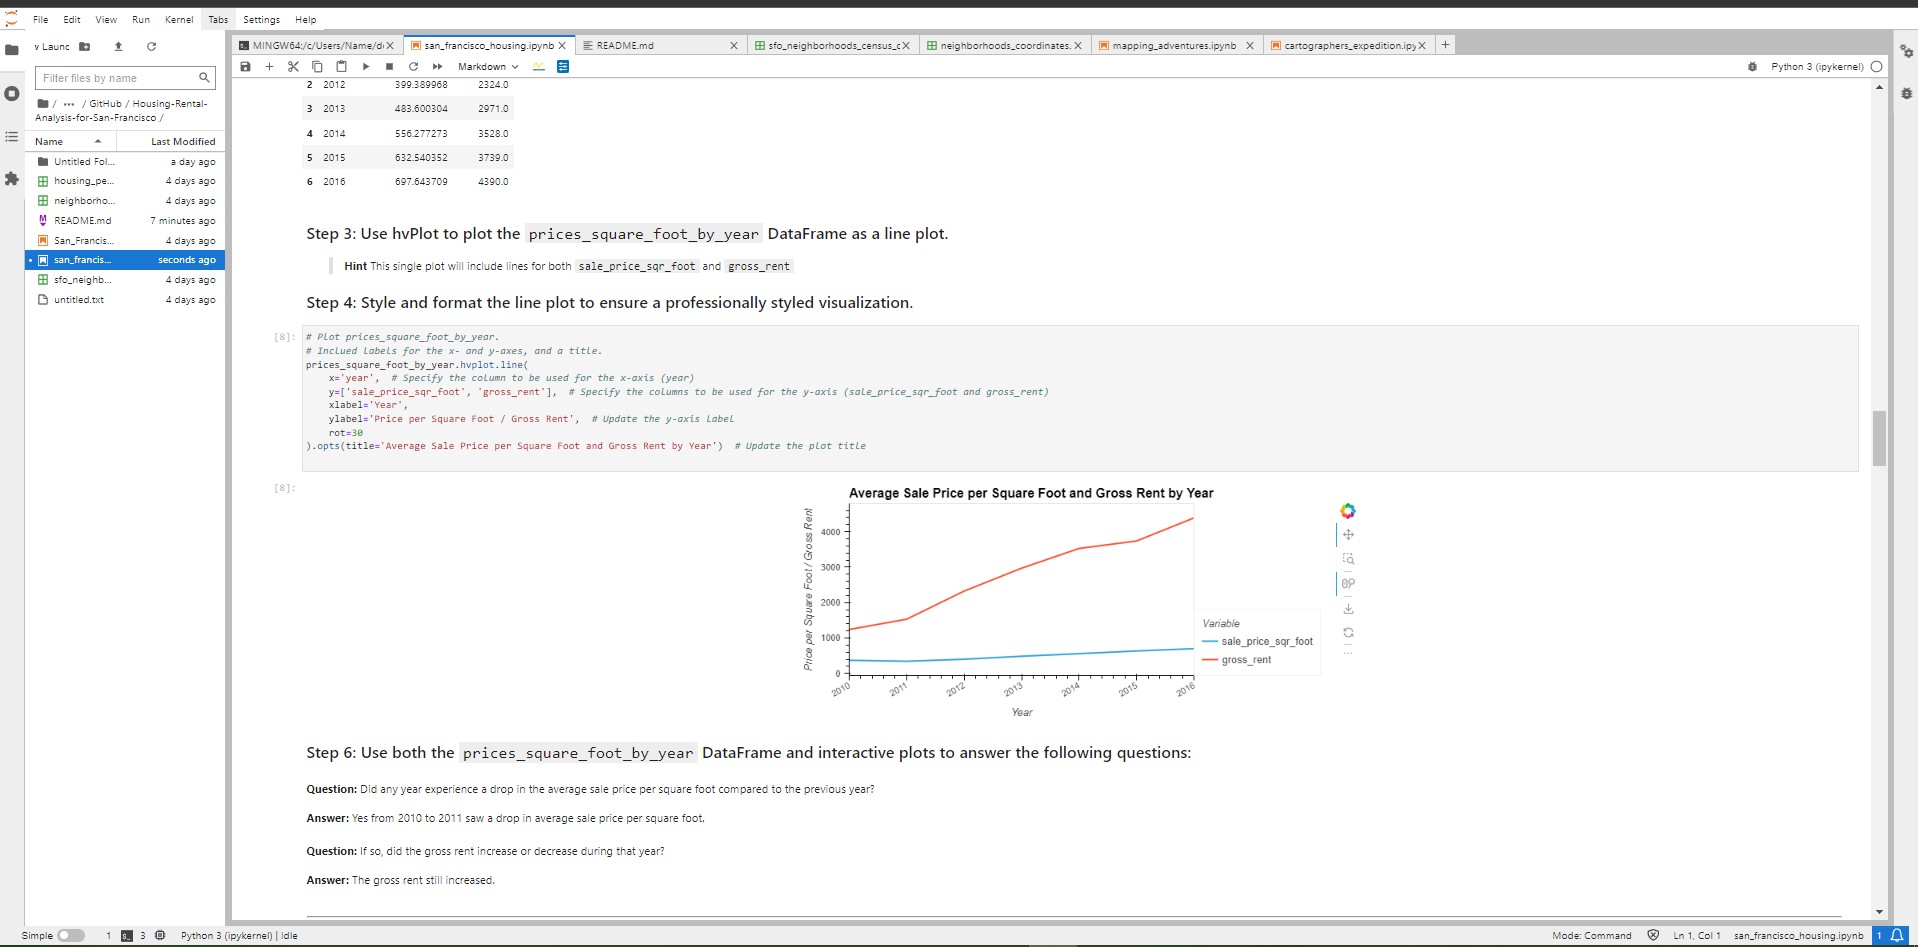 File Edit View Run Kernel Tabs Settings Help
v Launc
MINGW64:/c/Users/Name/d
san_francisco_housing.ipynb
README.md
sfo_neighborhoods_census_c
neighborhoods_coordinates.
mapping_adventures.ipynb
cartographers_expedition.ipy
Markdown
Python 3 (ipykernel)
Filter files by name
/ ··· / GitHub / Housing-Rental-
Analysis-for-San-Francisco /
Name Last Modified
Untitled Fol... a day ago
housing_pe... 4 days ago
neighborho... 4 days ago
README.md 7 minutes ago
San_Francis... 4 days ago
san_francis... seconds ago
sfo_neighb... 4 days ago
untitled.txt 4 days ago
2 2012 399.389968 2324.0
3 2013 483.600304 2971.0
4 2014 556.277273 3528.0
5 2015 632.540352 3739.0
6 2016 697.643709 4390.0
Step 3: Use hvPlot to plot the prices_square_foot_by_year DataFrame as a line plot.
Hint This single plot will include lines for both sale_price_sqr_foot and gross_rent
Step 4: Style and format the line plot to ensure a professionally styled visualization.
[8]:
# Plot prices_square_foot_by_year.
# Inclued labels for the x- and y-axes, and a title.
prices_square_foot_by_year.hvplot.line(
x='year', # Specify the column to be used for the x-axis (year)
y=['sale_price_sqr_foot', 'gross_rent'], # Specify the columns to be used for the y-axis (sale_price_sqr_foot and gross_rent)
xlabel='Year',
ylabel='Price per Square Foot / Gross Rent', # Update the y-axis label
rot=30
).opts(title='Average Sale Price per Square Foot and Gross Rent by Year') # Update the plot title
[8]:
Average Sale Price per Square Foot and Gross Rent by Year
Price per Square Foot / Gross Rent
4000
3000
2000
1000
0
2010 2011 2012 2013 2014 2015 2016
Year
Variable
sale_price_sqr_foot
gross_rent
Step 6: Use both the prices_square_foot_by_year DataFrame and interactive plots to answer the following questions:
Question: Did any year experience a drop in the average sale price per square foot compared to the previous year?
Answer: Yes from 2010 to 2011 saw a drop in average sale price per square foot.
Question: If so, did the gross rent increase or decrease during that year?
Answer: The gross rent still increased.
Simple 1 3 Python 3 (ipykernel) | Idle
Mode: Command Ln 1, Col 1 san_francisco_housing.ipynb 1